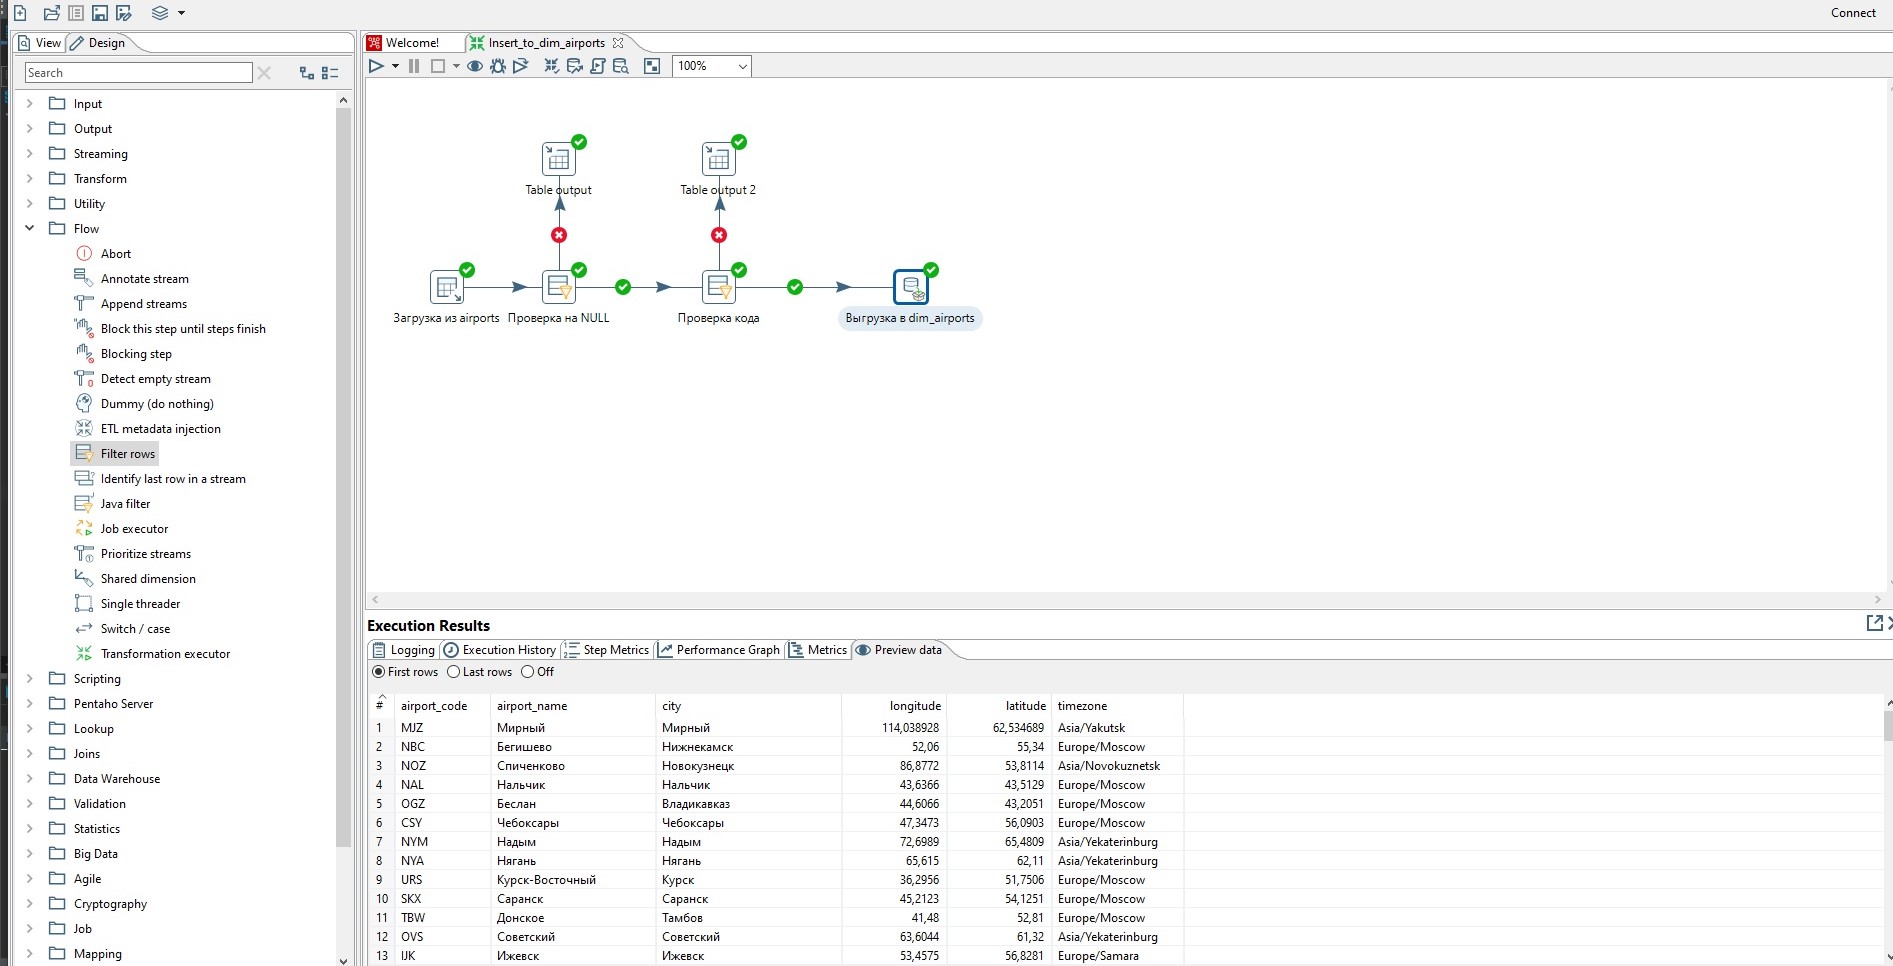 Connect
View
Design
Search
Input
Output
Streaming
Transform
Utility
Flow
Abort
Annotate stream
Append streams
Block this step until steps finish
Blocking step
Detect empty stream
Dummy (do nothing)
ETL metadata injection
Filter rows
Identify last row in a stream
Java filter
Job executor
Prioritize streams
Shared dimension
Single threader
Switch / case
Transformation executor
Scripting
Pentaho Server
Lookup
Joins
Data Warehouse
Validation
Statistics
Big Data
Agile
Cryptography
Job
Mapping
Welcome! Insert_to_dim_airports
100%
Table output Table output 2
Загрузка из airports Проверка на NULL Проверка кода Выгрузка в dim_airports
Execution Results
Logging Execution History Step Metrics Performance Graph Metrics Preview data
First rows Last rows Off
# airport_code airport_name city longitude latitude timezone
1 MJZ Мирный Мирный 114,038928 62,534689 Asia/Yakutsk
2 NBC Бегишево Нижнекамск 52,06 55,34 Europe/Moscow
3 NOZ Спиченково Новокузнецк 86,8772 53,8114 Asia/Novokuznetsk
4 NAL Нальчик Нальчик 43,6366 43,5129 Europe/Moscow
5 OGZ Беслан Владикавказ 44,6066 43,2051 Europe/Moscow
6 CSY Чебоксары Чебоксары 47,3473 56,0903 Europe/Moscow
7 NYM Надым Надым 72,6989 65,4809 Asia/Yekaterinburg
8 NYA Нягань Нягань 65,615 62,11 Asia/Yekaterinburg
9 URS Курск-Восточный Курск 36,2956 51,7506 Europe/Moscow
10 SKX Саранск Саранск 45,2123 54,1251 Europe/Moscow
11 TBW Донское Тамбов 41,48 52,81 Europe/Moscow
12 OVS Советский Советский 63,6044 61,32 Asia/Yekaterinburg
13 IJK Ижевск Ижевск 53,4575 56,8281 Europe/Samara